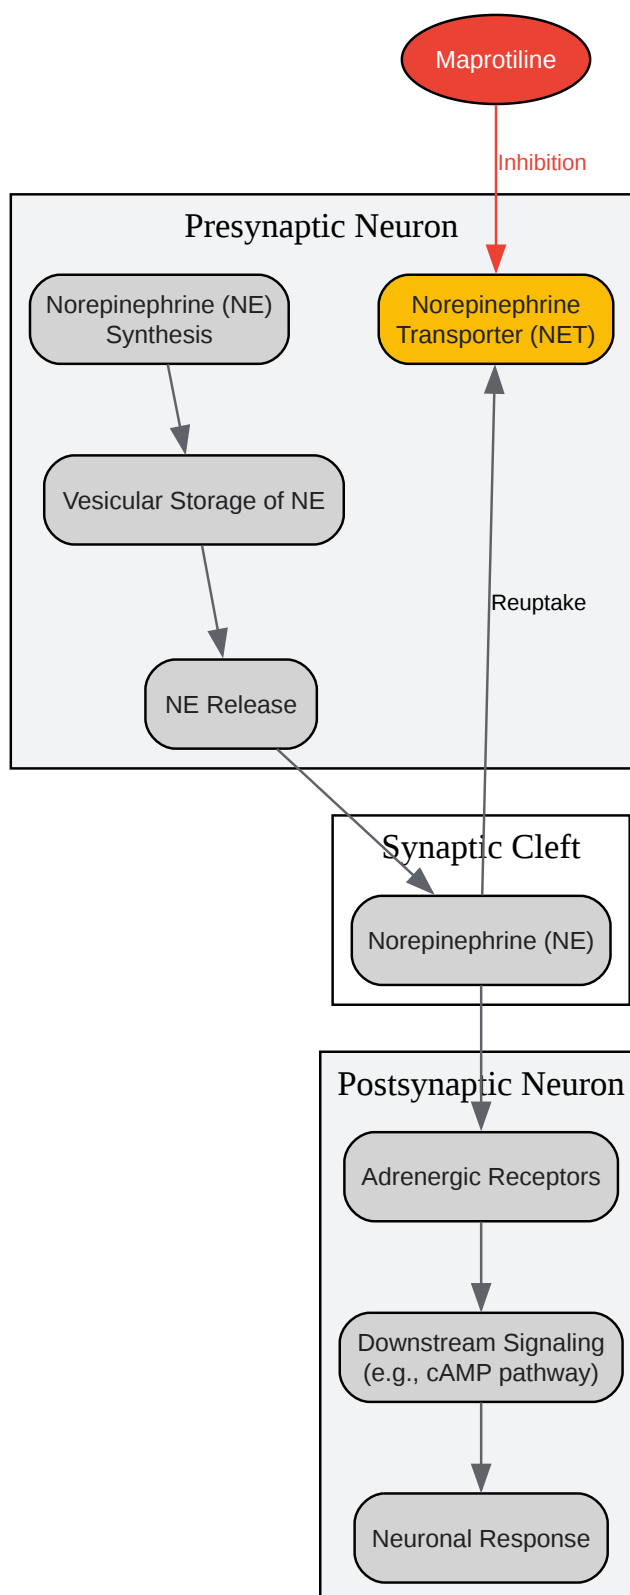 Maprotiline
Inhibition
Presynaptic Neuron
Norepinephrine (NE)
Synthesis
Norepinephrine
Transporter (NET)
Vesicular Storage of NE
Reuptake
NE Release
Synaptic Cleft
Norepinephrine (NE)
Postsynaptic Neuron
Adrenergic Receptors
Downstream Signaling
(e.g., cAMP pathway)
Neuronal Response